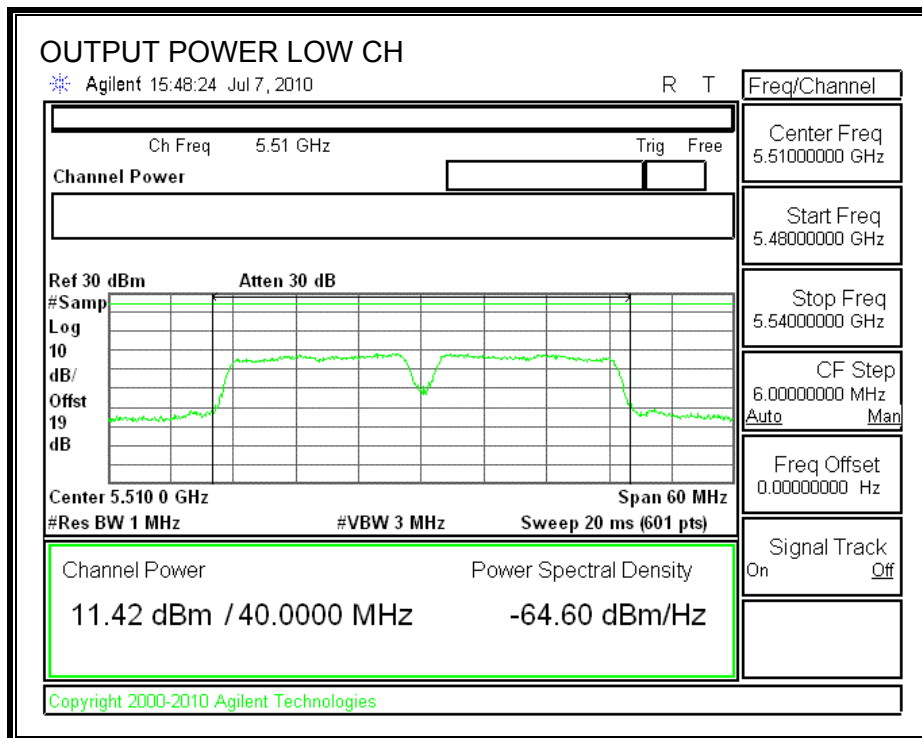 OUTPUT POWER LOW CH
Agilent 15:48:24 Jul 7, 2010 R T
Freq/Channel
Ch Freq 5.51 GHz Trig Free
Channel Power
Center Freq
5.51000000 GHz
Start Freq
5.48000000 GHz
Stop Freq
5.54000000 GHz
CF Step
6.00000000 MHz
Auto Man
Freq Offset
0.00000000 Hz
Signal Track
On Off
Ref 30 dBm Atten 30 dB
#Samp
Log
10
dB/
Offst
19
dB
Center 5.510 0 GHz Span 60 MHz
#Res BW 1 MHz #VBW 3 MHz Sweep 20 ms (601 pts)
Channel Power Power Spectral Density
11.42 dBm / 40.0000 MHz -64.60 dBm/Hz
Copyright 2000-2010 Agilent Technologies